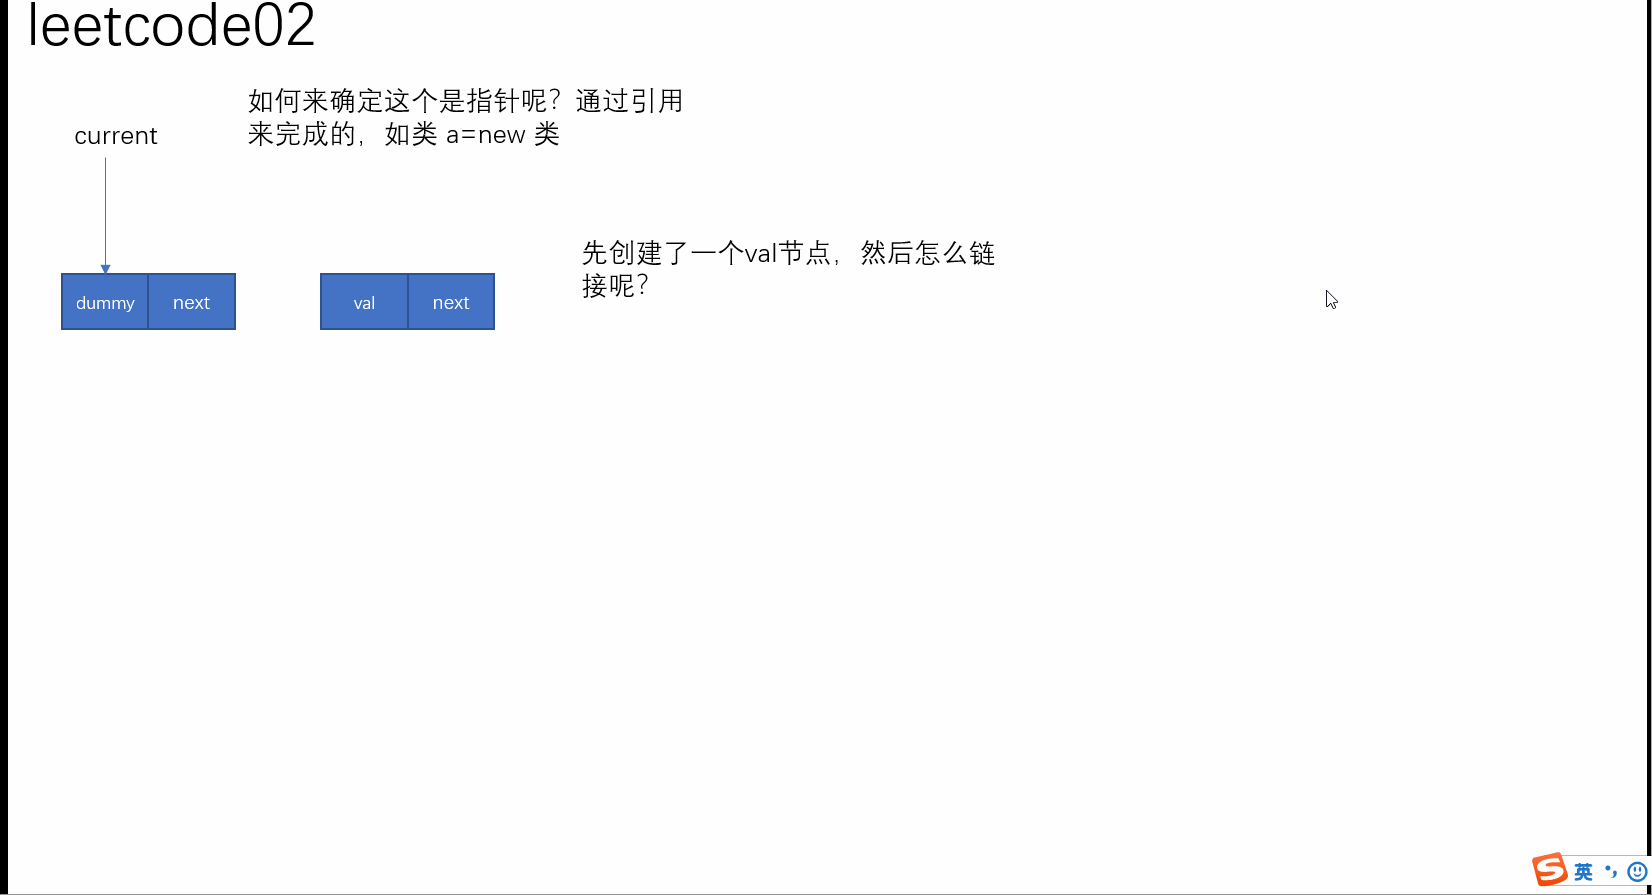 leetcode02
如何来确定这个是指针呢？通过引用
来完成的，如类 a=new 类
current
先创建了一个val节点，然后怎么链
接呢？
dummy next val next
英